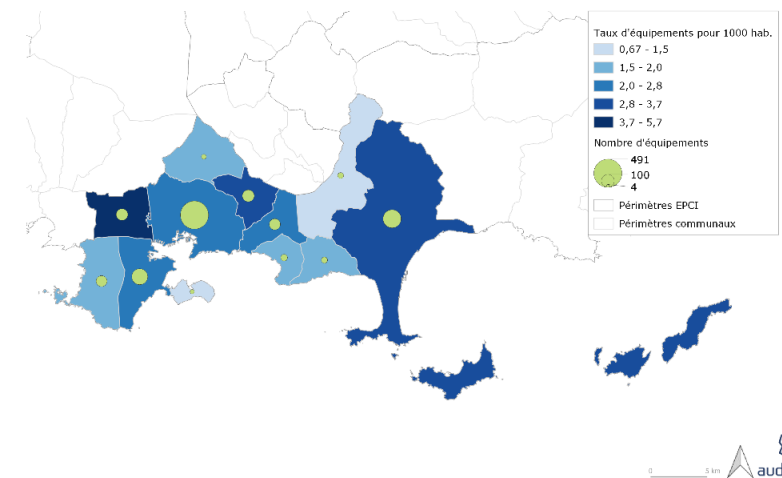 Taux d'équipements pour 1000 hab.
0,67 - 1,5
1,5 - 2,0
2,0 - 2,8
2,8 - 3,7
3,7 - 5,7
Nombre d'équipements
491
100
4
Périmètres EPCI
Périmètres communaux
0 5 km
aud